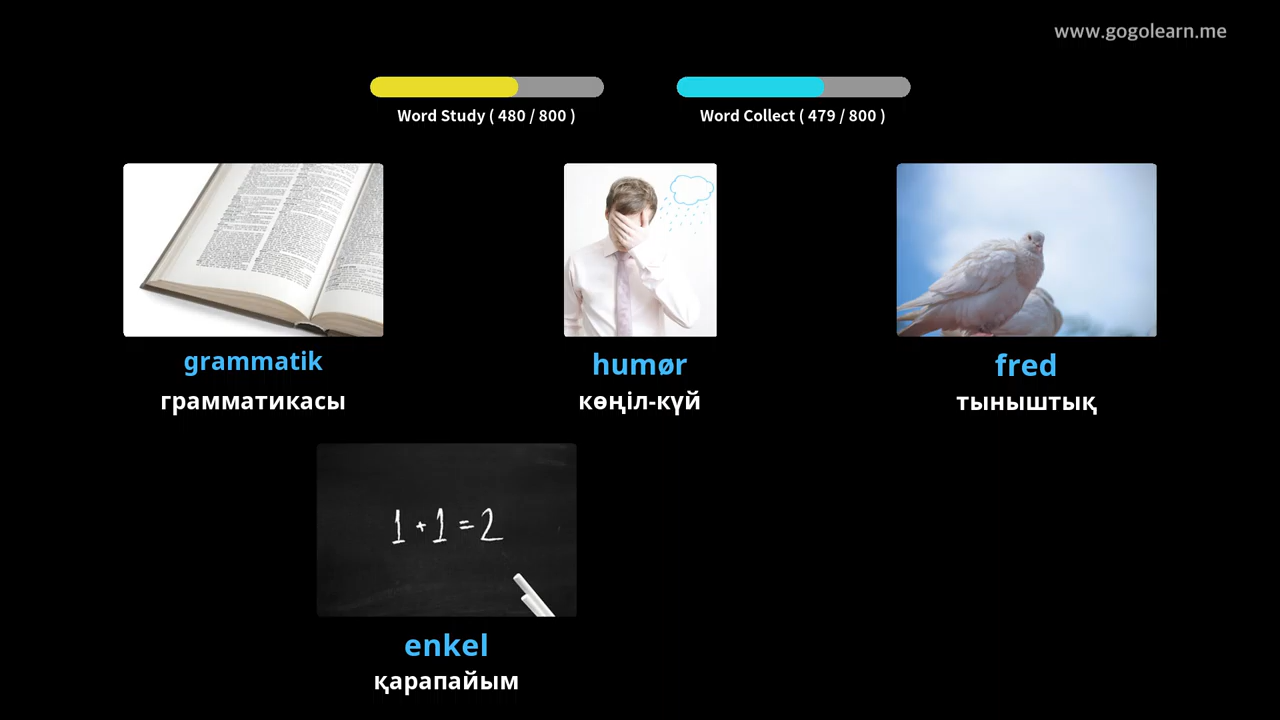 www.gogolearn.me
Word Study ( 480 / 800 )
Word Collect ( 479 / 800 )
grammatik
грамматикасы
humør
көңіл-күй
fred
тыныштық
1 + 1 = 2
enkel
қарапайым